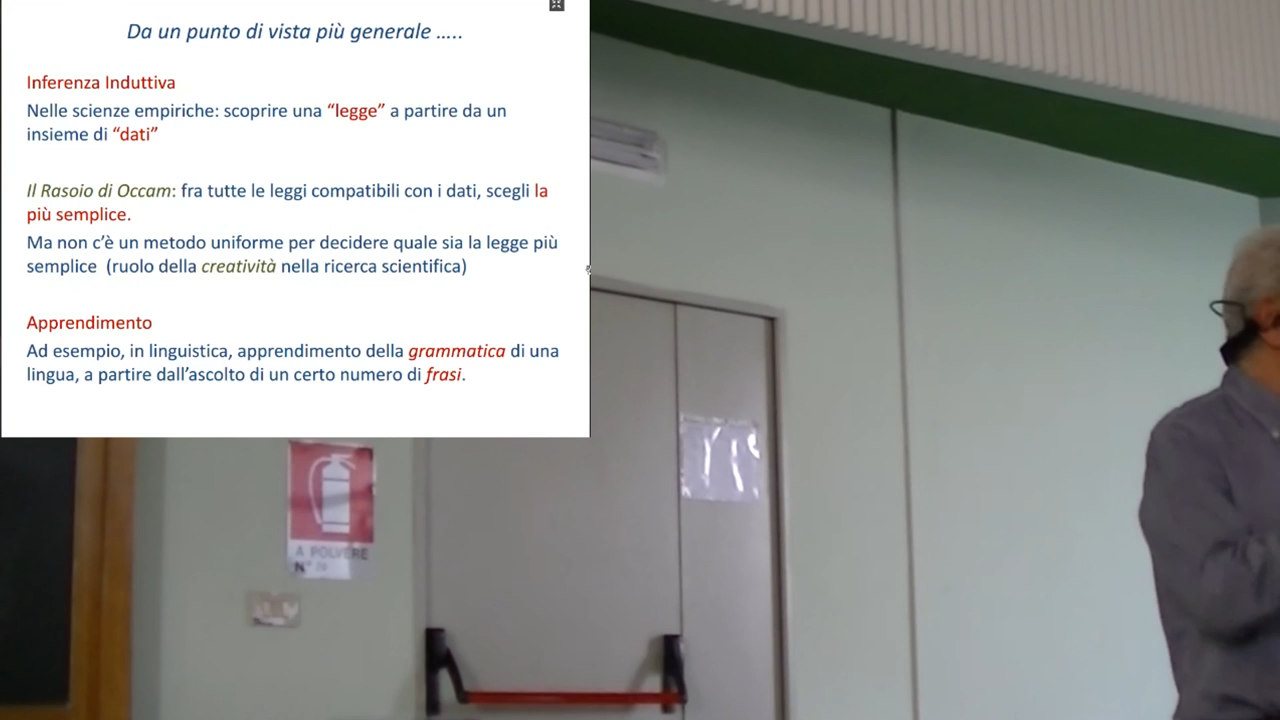 Da un punto di vista più generale …..
Inferenza Induttiva
Nelle scienze empiriche: scoprire una “legge” a partire da un
insieme di “dati”
Il Rasoio di Occam: fra tutte le leggi compatibili con i dati, scegli la
più semplice.
Ma non c’è un metodo uniforme per decidere quale sia la legge più
semplice (ruolo della creatività nella ricerca scientifica)
Apprendimento
Ad esempio, in linguistica, apprendimento della grammatica di una
lingua, a partire dall’ascolto di un certo numero di frasi.
A POLVERE
N°